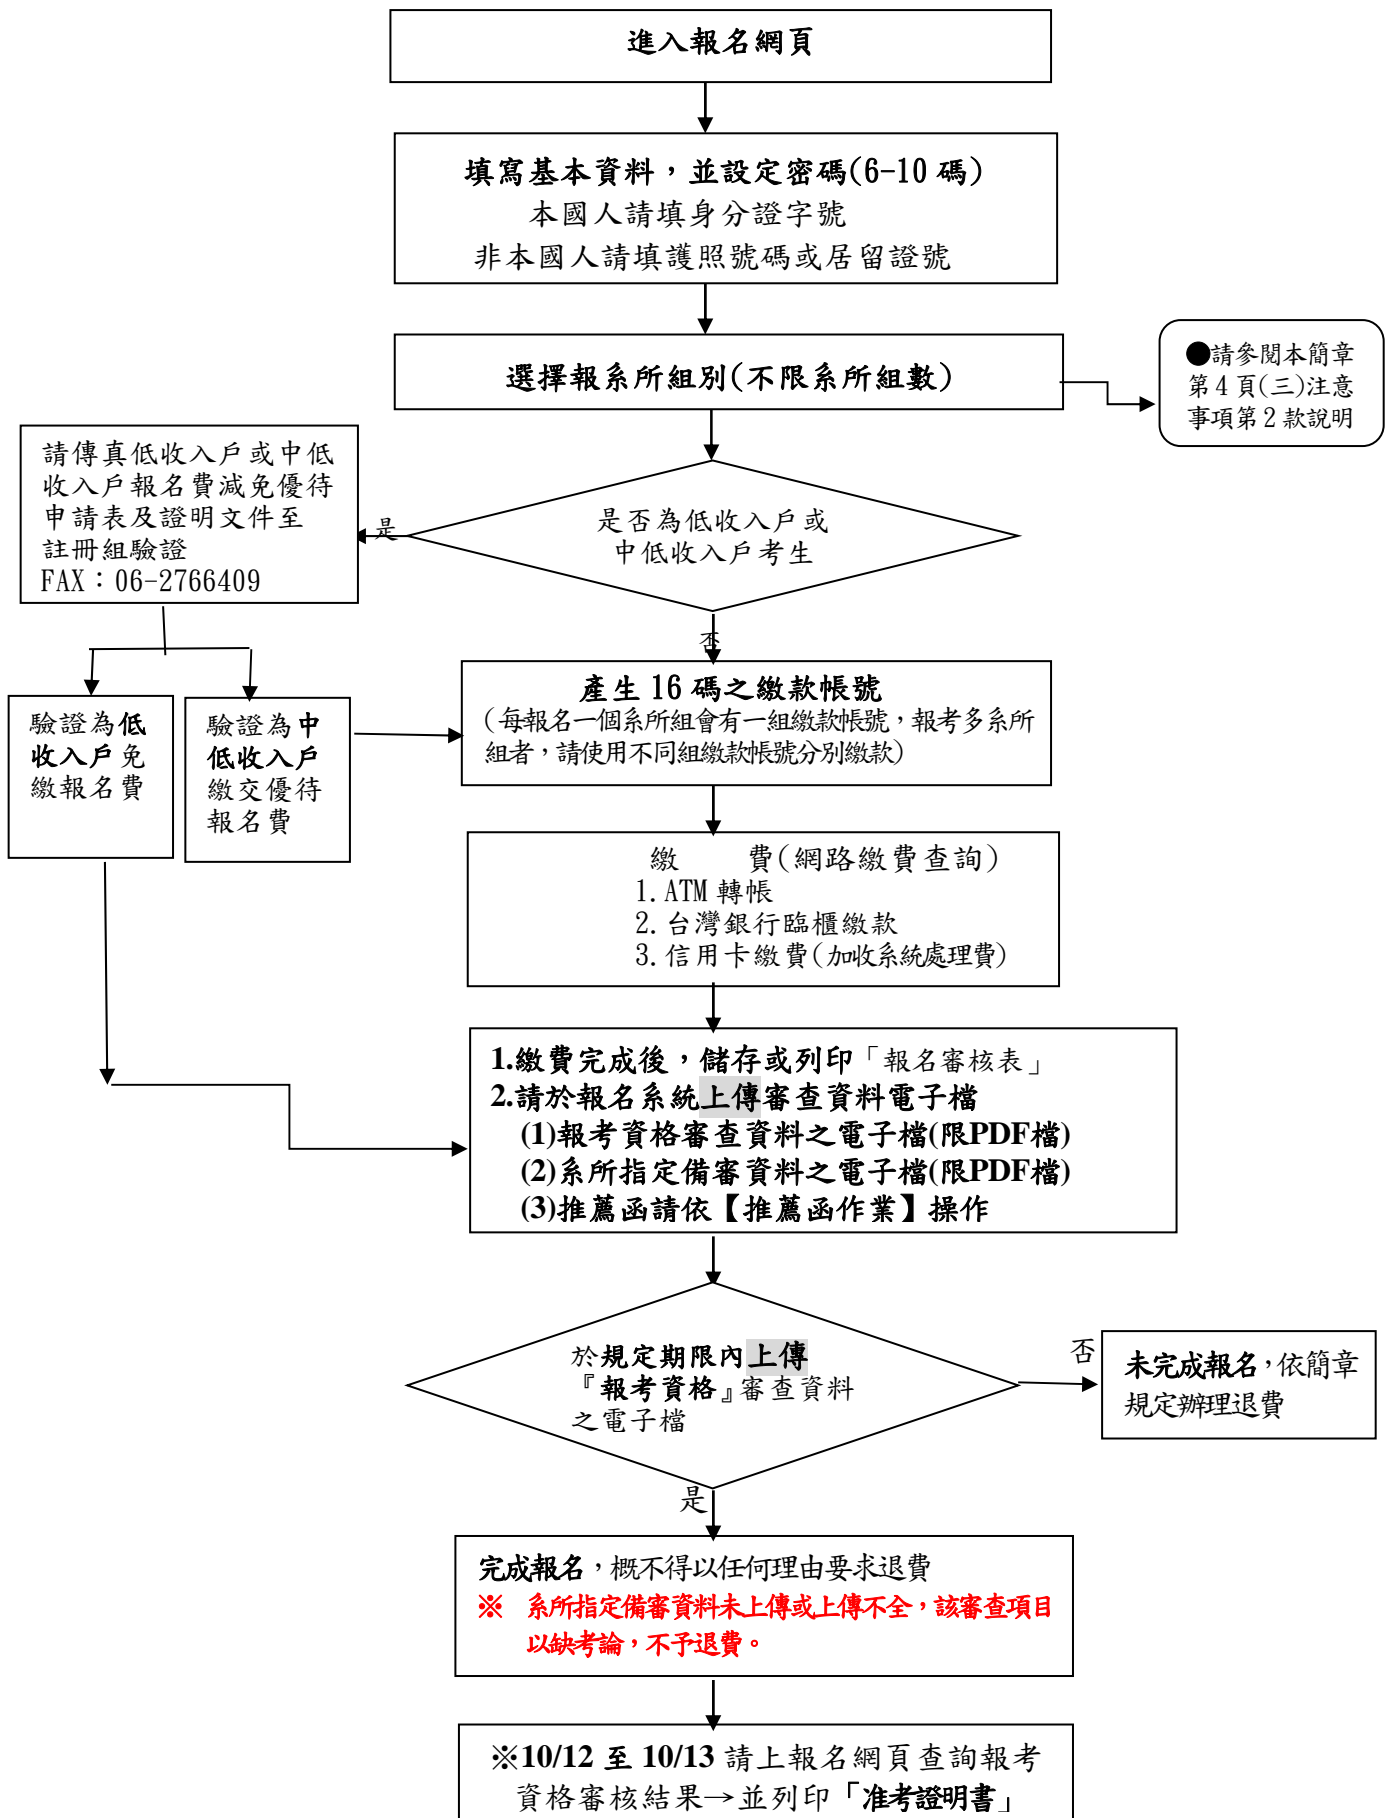 進入報名網頁
填寫基本資料，並設定密碼(6-10 碼)
本國人請填身分證字號
非本國人請填護照號碼或居留證號
選擇報系所組別(不限系所組數)
●請參閱本簡章
第 4 頁(三)注意
事項第 2 款說明
請傳真低收入戶或中低
收入戶報名費減免優待
申請表及證明文件至
註冊組驗證
FAX：06-2766409
是
是否為低收入戶或
中低收入戶考生
否
驗證為低
收入戶免
繳報名費
驗證為中
低收入戶
繳交優待
報名費
產生 16 碼之繳款帳號
(每報名一個系所組會有一組繳款帳號，報考多系所
組者，請使用不同組繳款帳號分別繳款)
繳　　費(網路繳費查詢)
1. ATM 轉帳
2. 台灣銀行臨櫃繳款
3. 信用卡繳費(加收系統處理費)
1.繳費完成後，儲存或列印「報名審核表」
2.請於報名系統上傳審查資料電子檔
(1)報考資格審查資料之電子檔(限PDF檔)
(2)系所指定備審資料之電子檔(限PDF檔)
(3)推薦函請依【推薦函作業】操作
於規定期限內上傳
『報考資格』審查資料
之電子檔
否
未完成報名，依簡章
規定辦理退費
是
完成報名，概不得以任何理由要求退費
※ 系所指定備審資料未上傳或上傳不全，該審查項目
以缺考論，不予退費。
※10/12 至 10/13 請上報名網頁查詢報考
資格審核結果→並列印「准考證明書」